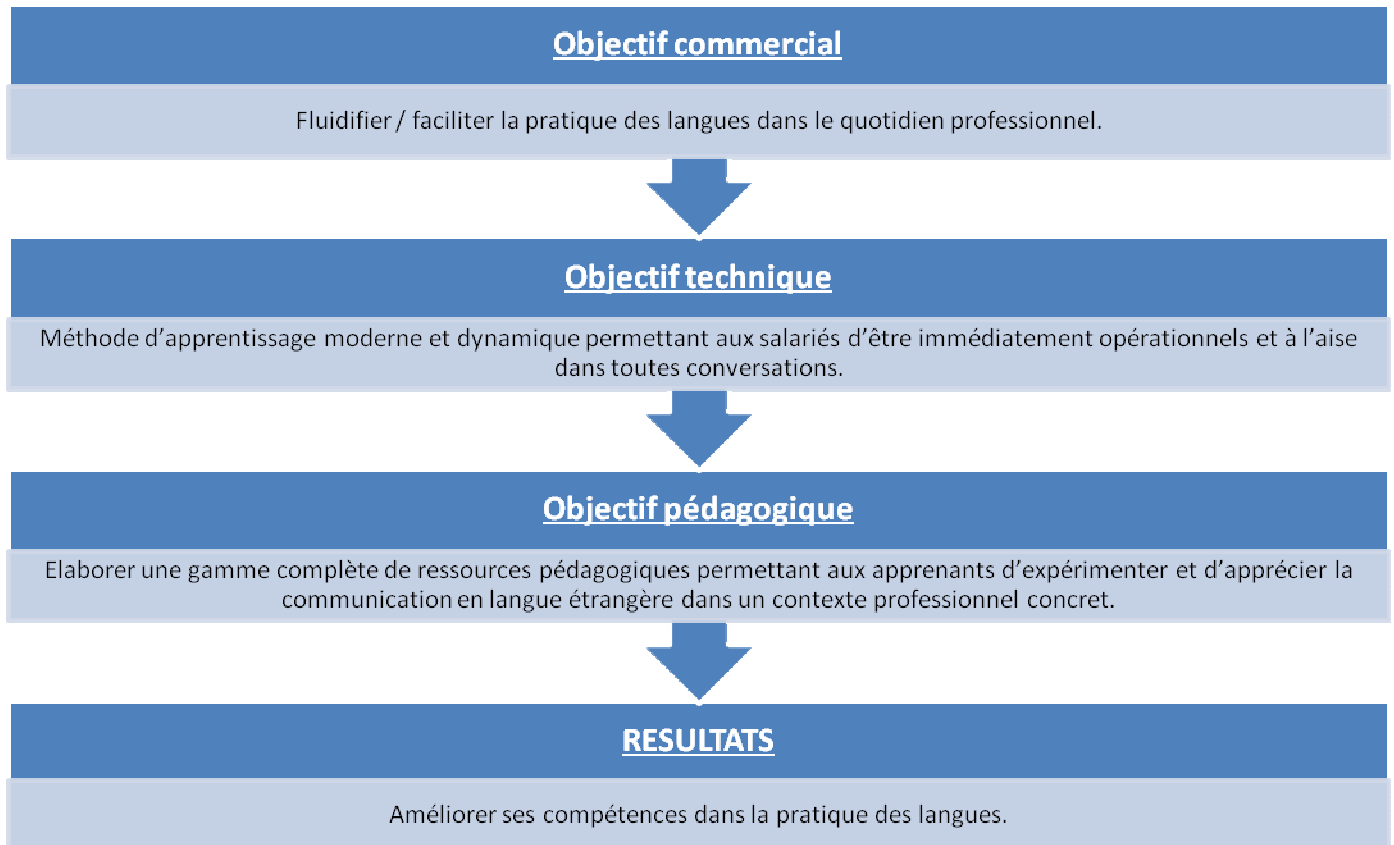 Objectif commercial
Fluidifier / faciliter la pratique des langues dans le quotidien professionnel.
Objectif technique
Méthode d’apprentissage moderne et dynamique permettant aux salariés d’être immédiatement opérationnels et à l’aise
dans toutes conversations.
Objectif pédagogique
Elaborer une gamme complète de ressources pédagogiques permettant aux apprenants d’expérimenter et d’apprécier la
communication en langue étrangère dans un contexte professionnel concret.
RESULTATS
Améliorer ses compétences dans la pratique des langues.